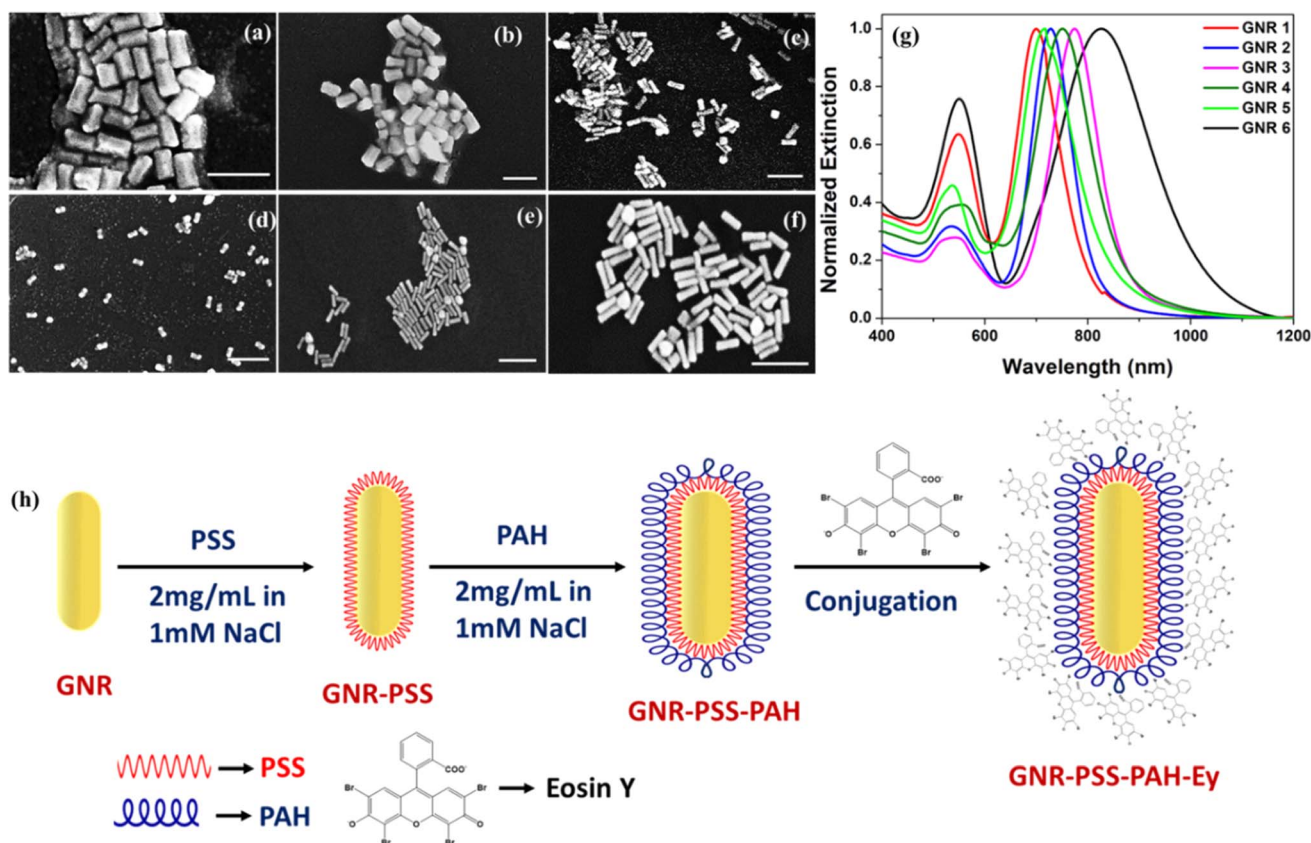 (a)
(b)
(c)
(d)
(e)
(f)
(g)
GNR 1
GNR 2
GNR 3
GNR 4
GNR 5
GNR 6
Normalized Extinction
1.0
0.8
0.6
0.4
0.2
0.0
400
600
800
1000
1200
Wavelength (nm)
(h)
GNR
PSS
2mg/mL in
1mM NaCl
GNR-PSS
PAH
2mg/mL in
1mM NaCl
GNR-PSS-PAH
COO⁻
Br
Br
⁻O
O
O
Br
Br
Conjugation
GNR-PSS-PAH-Ey
PSS
PAH
COO⁻
Br
Br
⁻O
O
O
Br
Br
Eosin Y